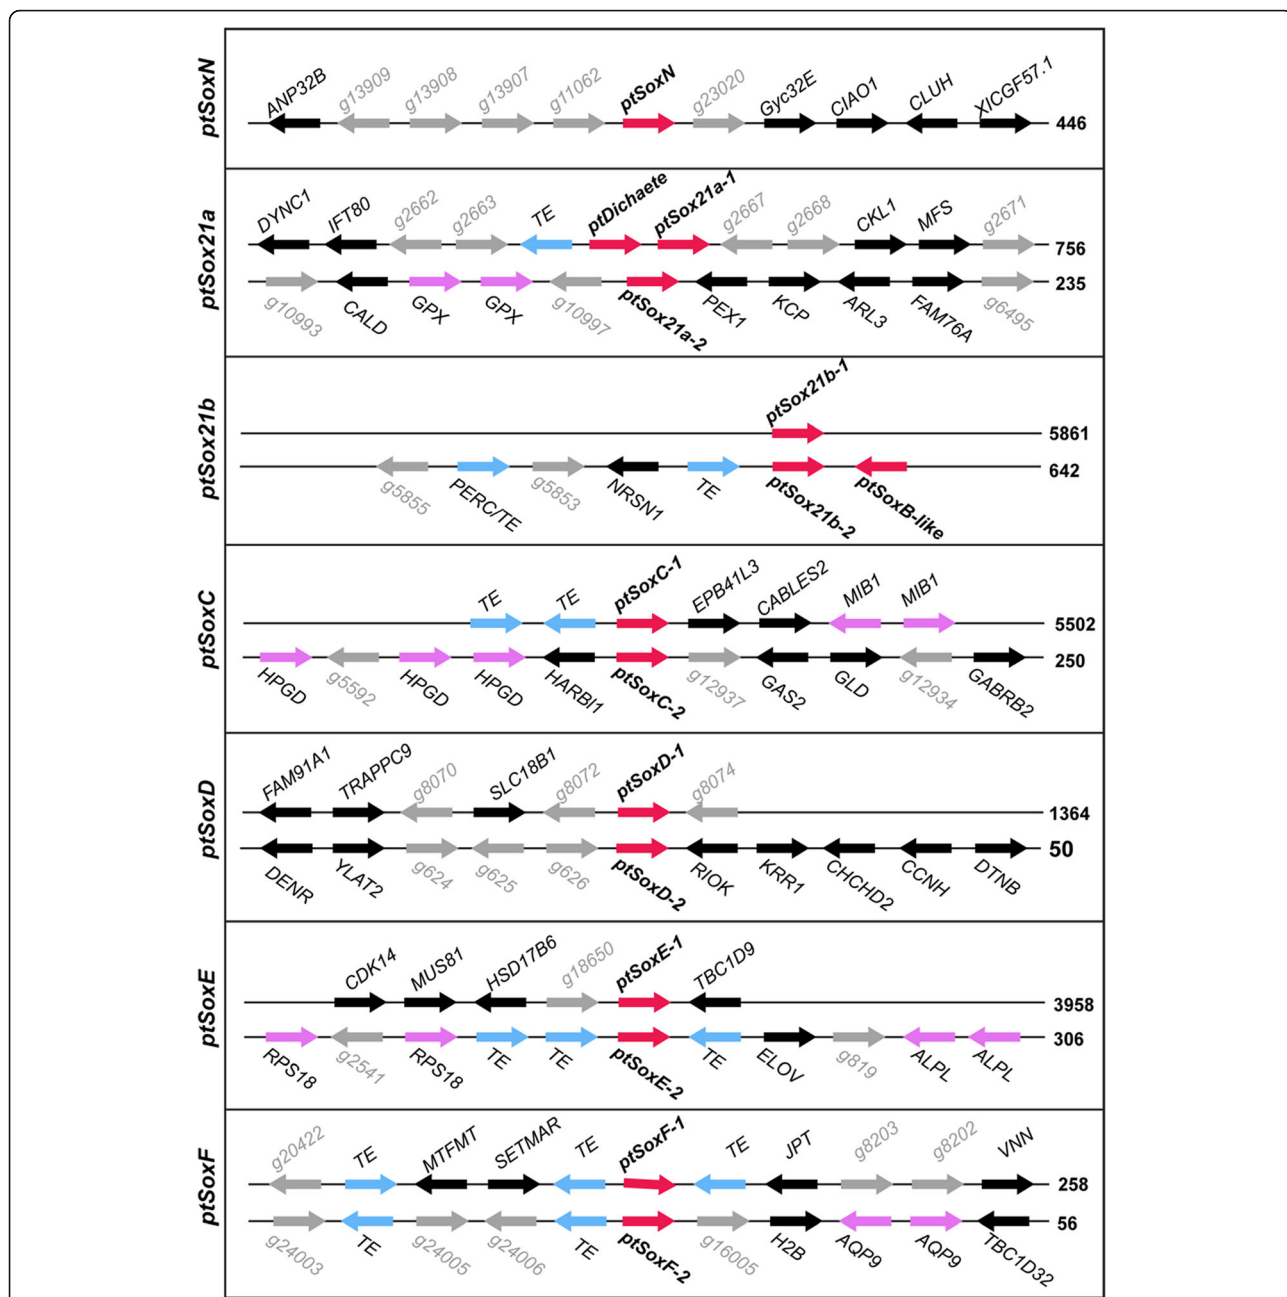 ptSoxN
ANP32B g13909 g13908 g13907 g11062 ptSoxN g23020 Gyc32E CIAO1 CLUH XICGF57.1
446
ptSox21a
DYNC1 IFT80 g2662 g2663 TE ptDichaete ptSox21a-1 g2667 g2668 CKL1 MFS g2671
756
235
g10993 CALD GPX GPX g10997 ptSox21a-2 PEX1 KCP ARL3 FAM76A g6495
ptSox21b
ptSox21b-1
5861
642
g5855 PERC/TE g5853 NRSN1 TE ptSox21b-2 ptSoxB-like
ptSoxC
TE TE ptSoxC-1 EPB41L3 CABLES2 MIB1 MIB1
5502
250
HPGD g5592 HPGD HPGD HARBI1 ptSoxC-2 g12937 GAS2 GLD g12934 GABRB2
ptSoxD
FAM91A1 TRAPPC9 g8070 SLC18B1 g8072 ptSoxD-1 g8074
1364
50
DENR YLAT2 g624 g625 g626 ptSoxD-2 RIOK KRR1 CHCHD2 CCNH DTNB
ptSoxE
CDK14 MUS81 HSD17B6 g18650 ptSoxE-1 TBC1D9
3958
306
RPS18 g2541 RPS18 TE TE ptSoxE-2 TE ELOV g819 ALPL ALPL
ptSoxF
g20422 TE MTFMT SETMAR TE ptSoxF-1 TE JPT g8203 g8202 VNN
258
56
g24003 TE g24005 g24006 TE ptSoxF-2 g16005 H2B AQP9 AQP9 TBC1D32